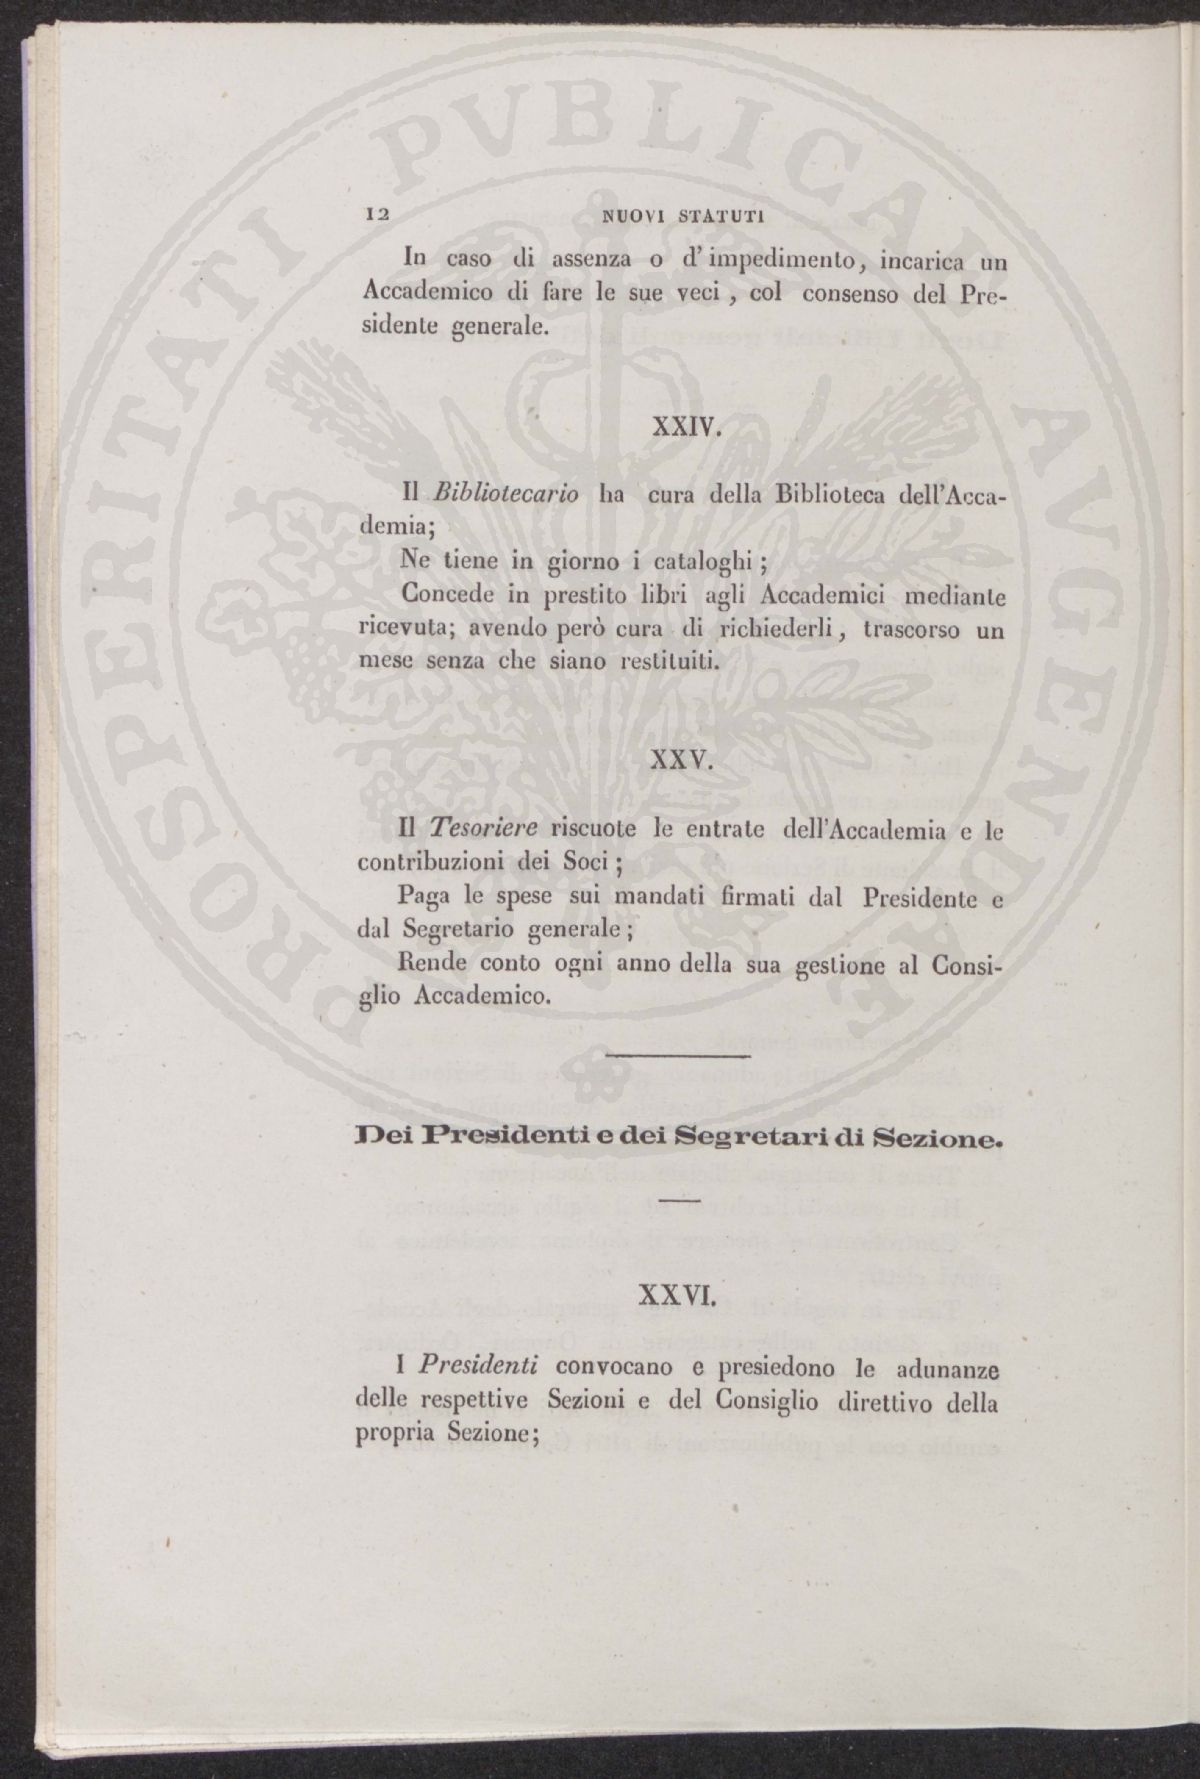 PROSPERITATI PVBLICAE AVGENDAE
12 NUOVI STATUTI
In caso di assenza o d'impedimento, incarica un
Accademico di fare le sue veci, col consenso del Pre-
sidente generale.
XXIV.
Il Bibliotecario ha cura della Biblioteca dell'Acca-
demia;
Ne tiene in giorno i cataloghi;
Concede in prestito libri agli Accademici mediante
ricevuta; avendo però cura di richiederli, trascorso un
mese senza che siano restituiti.
XXV.
Il Tesoriere riscuote le entrate dell'Accademia e le
contribuzioni dei Soci;
Paga le spese sui mandati firmati dal Presidente e
dal Segretario generale;
Rende conto ogni anno della sua gestione al Consi-
glio Accademico.
Dei Presidenti e dei Segretari di Sezione.
XXVI.
I Presidenti convocano e presiedono le adunanze
delle respettive Sezioni e del Consiglio direttivo della
propria Sezione;